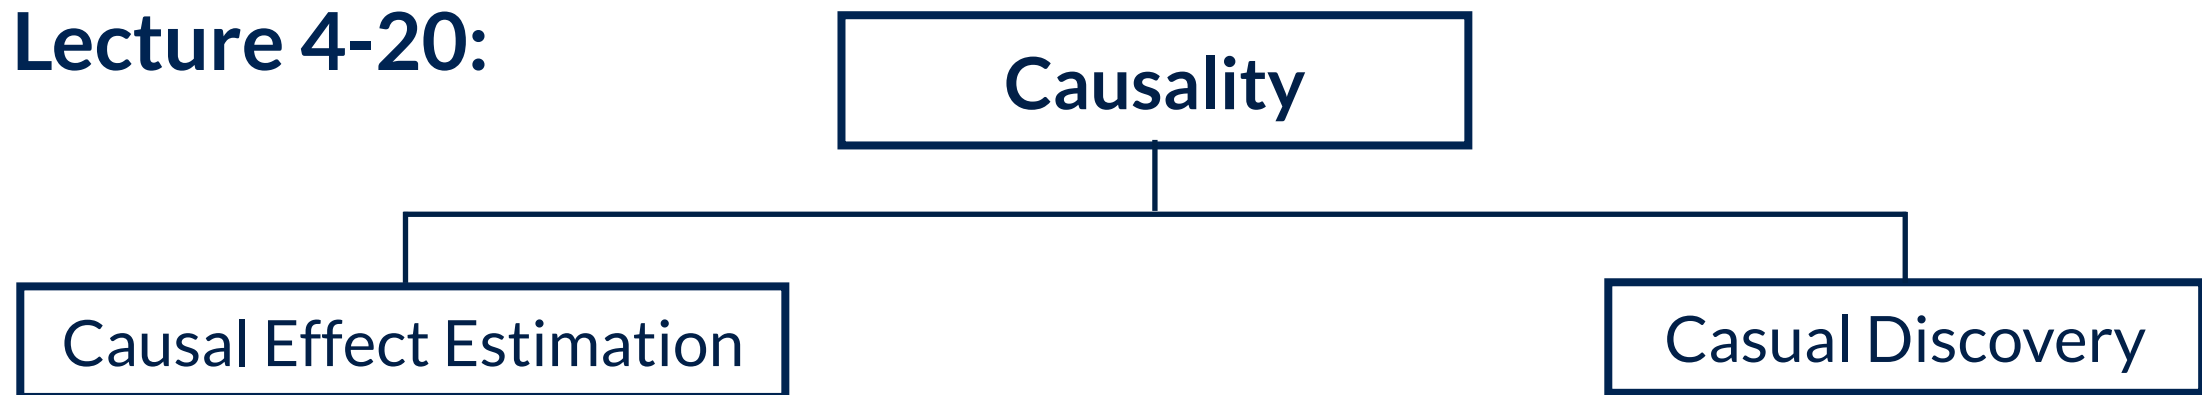 Lecture 4-20:
Causality
Causal Effect Estimation
Casual Discovery